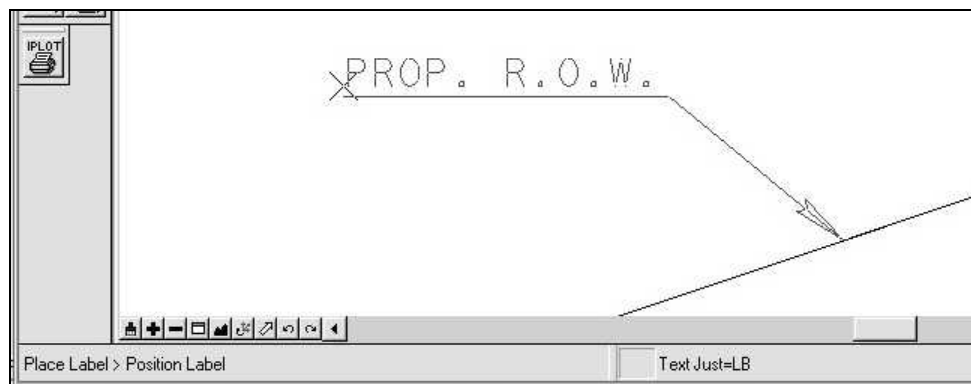 IPLOT
PROP. R.O.W.
Place Label > Position Label
Text Just=LB